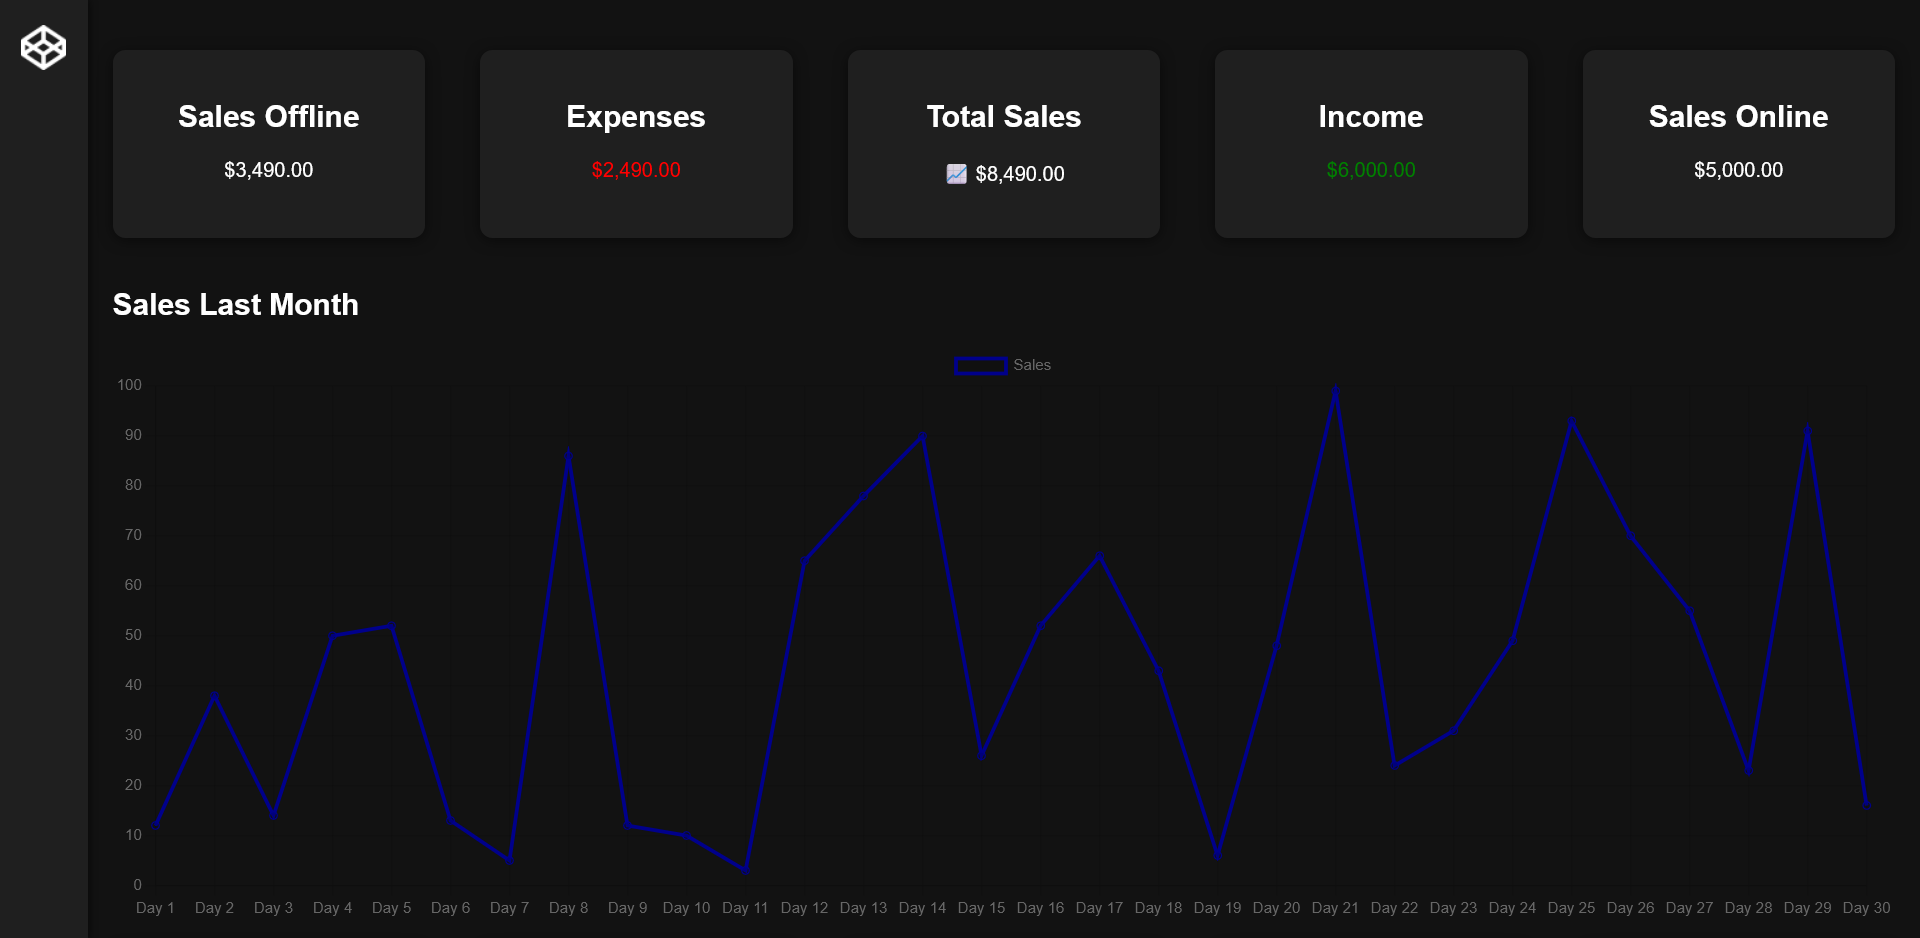 Sales Offline
$3,490.00
Expenses
$2,490.00
Total Sales
📈 $8,490.00
Income
$6,000.00
Sales Online
$5,000.00
Sales Last Month
Sales
100
90
80
70
60
50
40
30
20
10
0
Day 1 Day 2 Day 3 Day 4 Day 5 Day 6 Day 7 Day 8 Day 9 Day 10 Day 11 Day 12 Day 13 Day 14 Day 15 Day 16 Day 17 Day 18 Day 19 Day 20 Day 21 Day 22 Day 23 Day 24 Day 25 Day 26 Day 27 Day 28 Day 29 Day 30